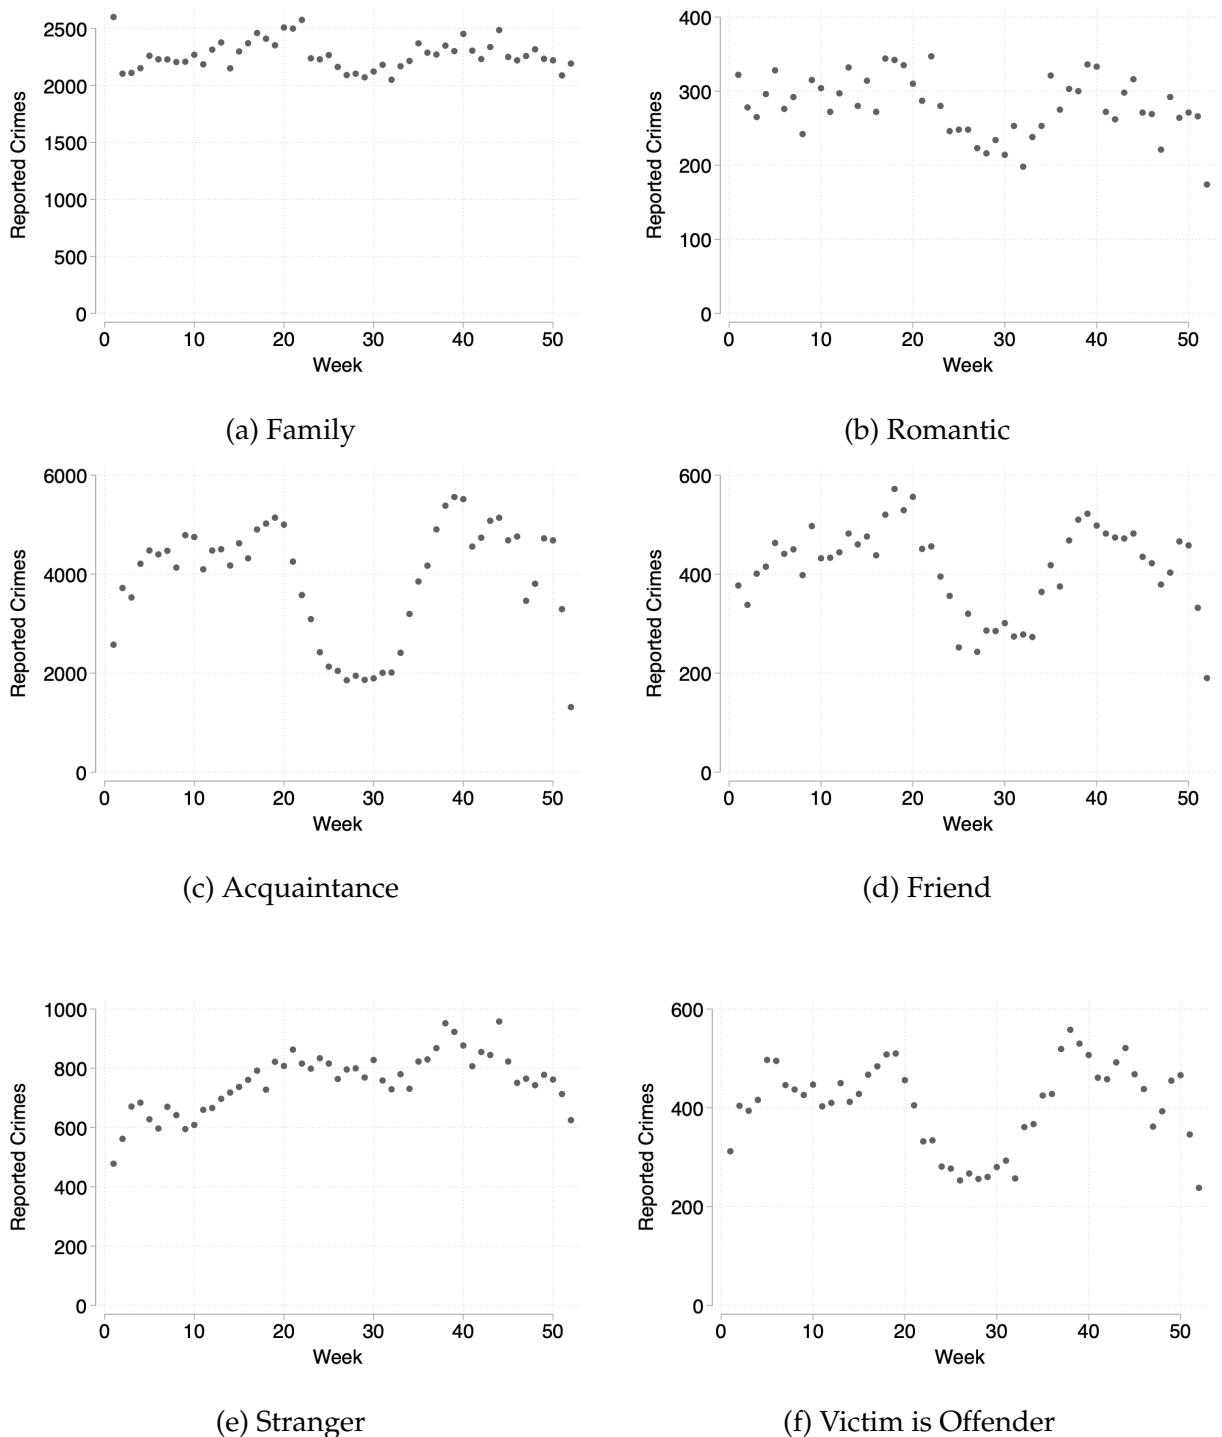 Reported Crimes
2500
2000
1500
1000
500
0
0 10 20 30 40 50
Week
(a) Family
Reported Crimes
400
300
200
100
0
0 10 20 30 40 50
Week
(b) Romantic
Reported Crimes
6000
4000
2000
0
0 10 20 30 40 50
Week
(c) Acquaintance
Reported Crimes
600
400
200
0
0 10 20 30 40 50
Week
(d) Friend
Reported Crimes
1000
800
600
400
200
0
0 10 20 30 40 50
Week
(e) Stranger
Reported Crimes
600
400
200
0
0 10 20 30 40 50
Week
(f) Victim is Offender